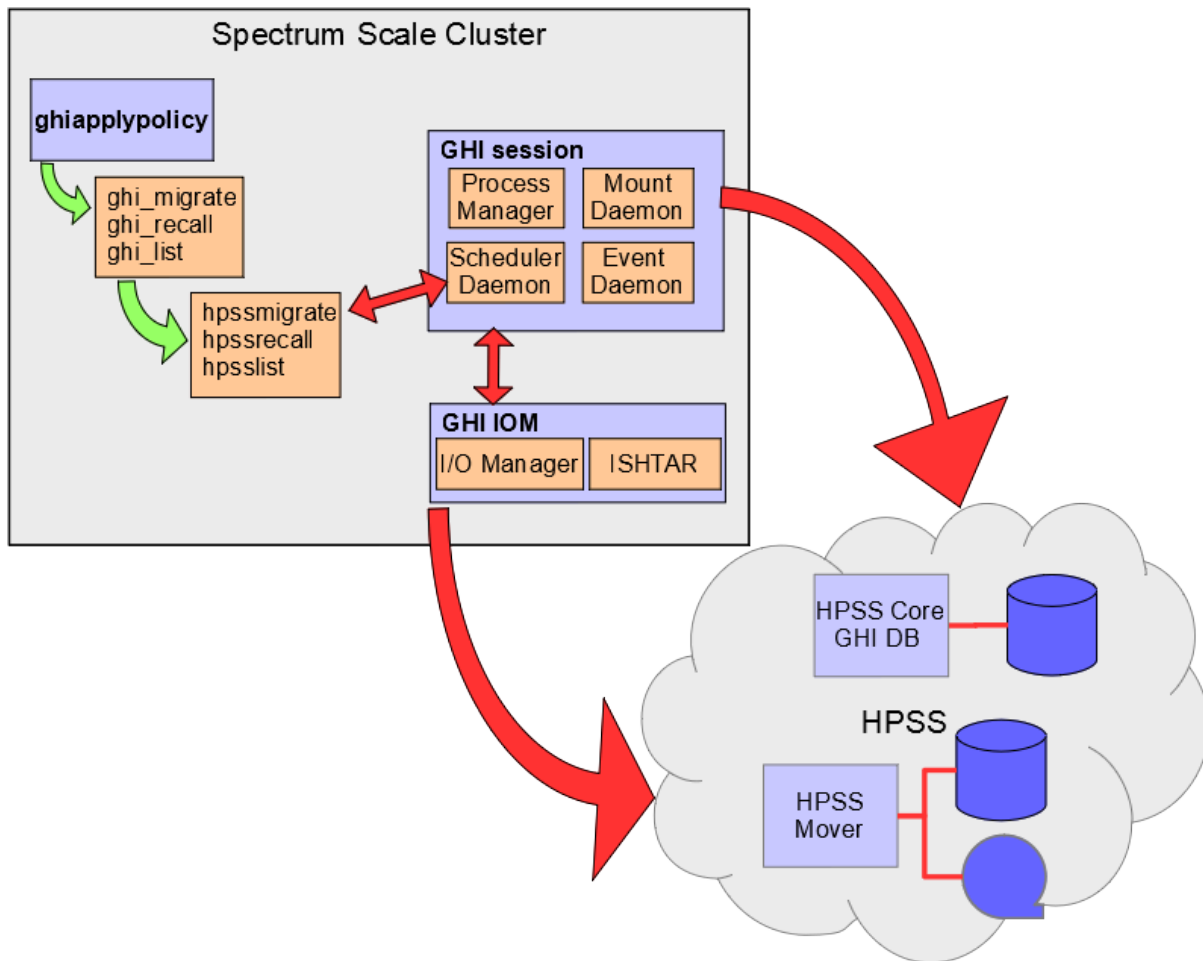 Spectrum Scale Cluster
ghiapplypolicy
ghi_migrate
ghi_recall
ghi_list
hpssmigrate
hpssrecall
hpsslist
GHI session
Process
Manager
Mount
Daemon
Scheduler
Daemon
Event
Daemon
GHI IOM
I/O Manager
ISHTAR
HPSS Core
GHI DB
HPSS
HPSS
Mover